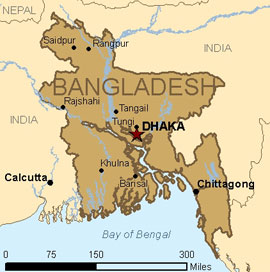 NEPAL
Saidpur
Rangpur
INDIA
BANGLADESH
Rajshahi
Tangail
Tungi
DHAKA
INDIA
Khulna
Calcutta
Barisal
Chittagong
Bay of Bengal
0 75 150 300
Miles